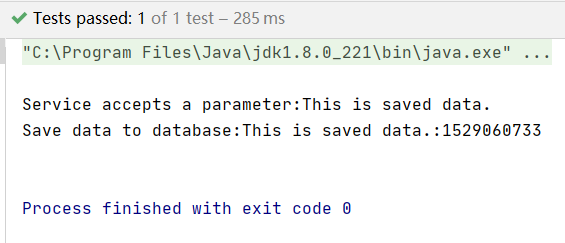 Tests passed: 1 of 1 test – 285 ms
"C:\Program Files\Java\jdk1.8.0_221\bin\java.exe" ...
Service accepts a parameter:This is saved data.
Save data to database:This is saved data.:1529060733
Process finished with exit code 0